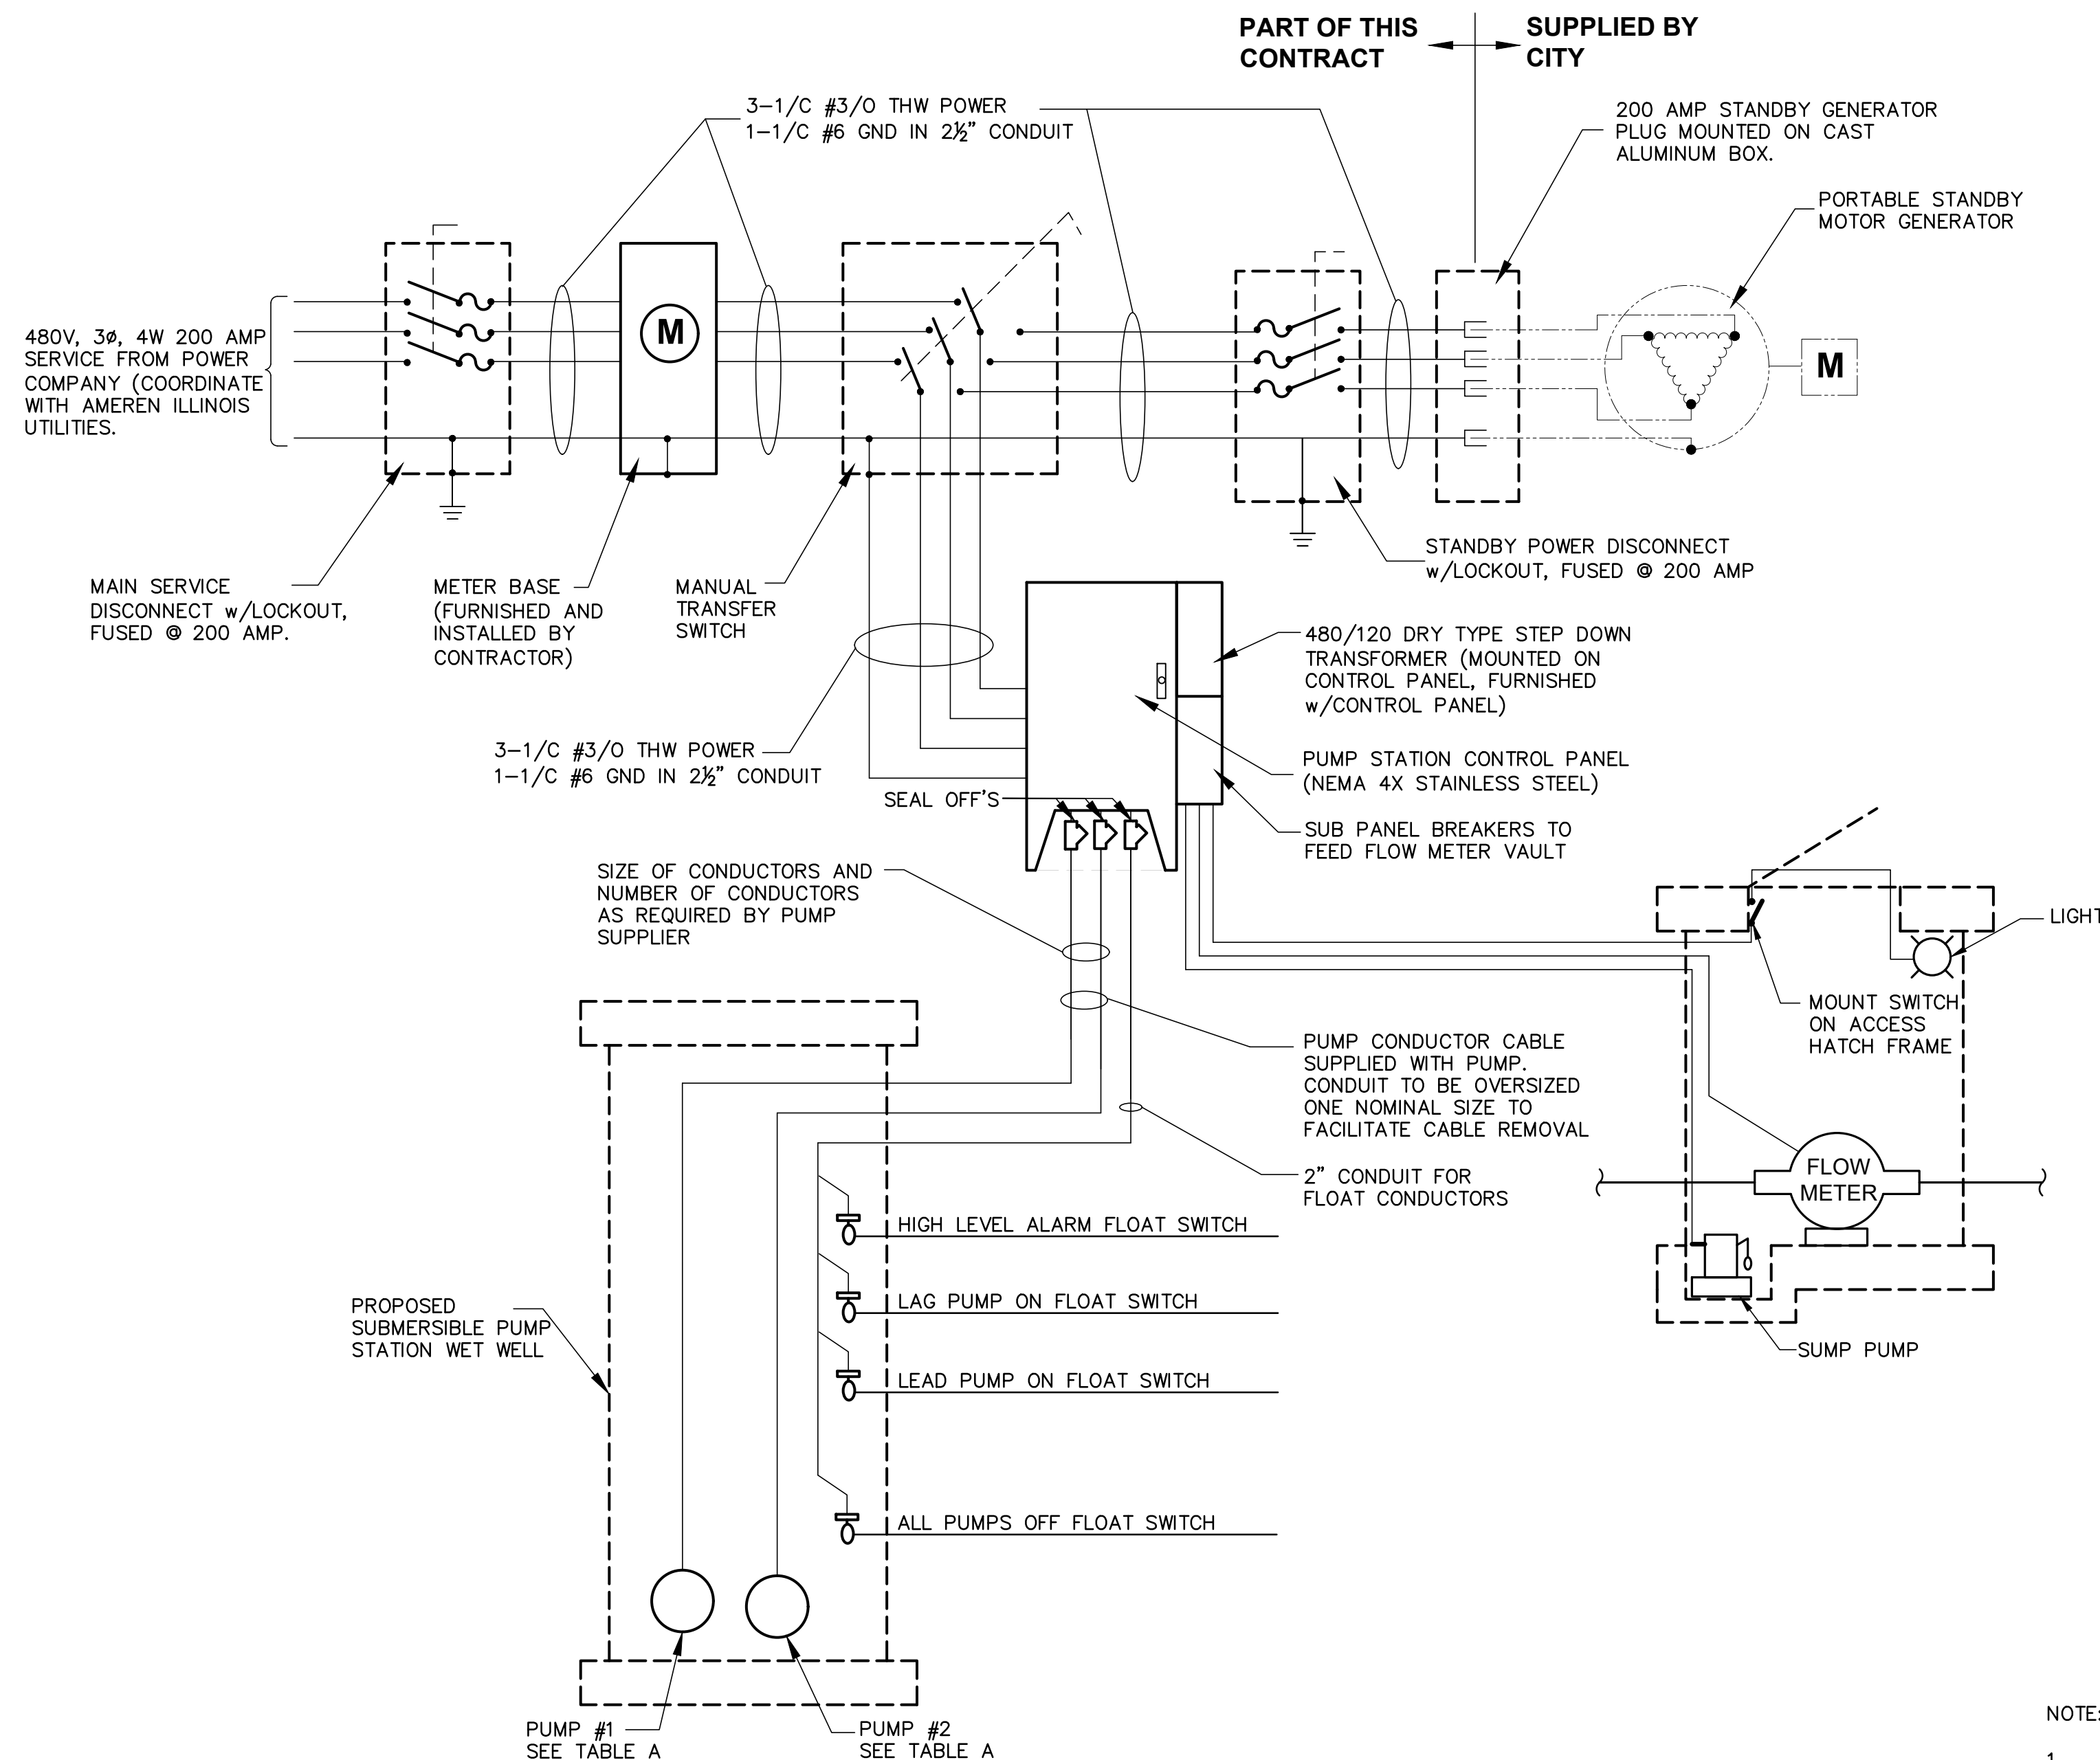 PART OF THIS
CONTRACT
SUPPLIED BY
CITY
3-1/C #3/O THW POWER
1-1/C #6 GND IN 2½" CONDUIT
200 AMP STANDBY GENERATOR
PLUG MOUNTED ON CAST
ALUMINUM BOX.
PORTABLE STANDBY
MOTOR GENERATOR
480V, 3ø, 4W 200 AMP
SERVICE FROM POWER
COMPANY (COORDINATE
WITH AMEREN ILLINOIS
UTILITIES.
M
M
MAIN SERVICE
DISCONNECT w/LOCKOUT,
FUSED @ 200 AMP.
METER BASE
(FURNISHED AND
INSTALLED BY
CONTRACTOR)
MANUAL
TRANSFER
SWITCH
STANDBY POWER DISCONNECT
w/LOCKOUT, FUSED @ 200 AMP
480/120 DRY TYPE STEP DOWN
TRANSFORMER (MOUNTED ON
CONTROL PANEL, FURNISHED
w/CONTROL PANEL)
3-1/C #3/O THW POWER
1-1/C #6 GND IN 2½" CONDUIT
PUMP STATION CONTROL PANEL
(NEMA 4X STAINLESS STEEL)
SEAL OFF'S
SUB PANEL BREAKERS TO
FEED FLOW METER VAULT
SIZE OF CONDUCTORS AND
NUMBER OF CONDUCTORS
AS REQUIRED BY PUMP
SUPPLIER
LIGHT
MOUNT SWITCH
ON ACCESS
HATCH FRAME
PUMP CONDUCTOR CABLE
SUPPLIED WITH PUMP.
CONDUIT TO BE OVERSIZED
ONE NOMINAL SIZE TO
FACILITATE CABLE REMOVAL
2" CONDUIT FOR
FLOAT CONDUCTORS
FLOW
METER
HIGH LEVEL ALARM FLOAT SWITCH
LAG PUMP ON FLOAT SWITCH
LEAD PUMP ON FLOAT SWITCH
ALL PUMPS OFF FLOAT SWITCH
PROPOSED
SUBMERSIBLE PUMP
STATION WET WELL
SUMP PUMP
PUMP #1
SEE TABLE A
PUMP #2
SEE TABLE A
NOTE:
1